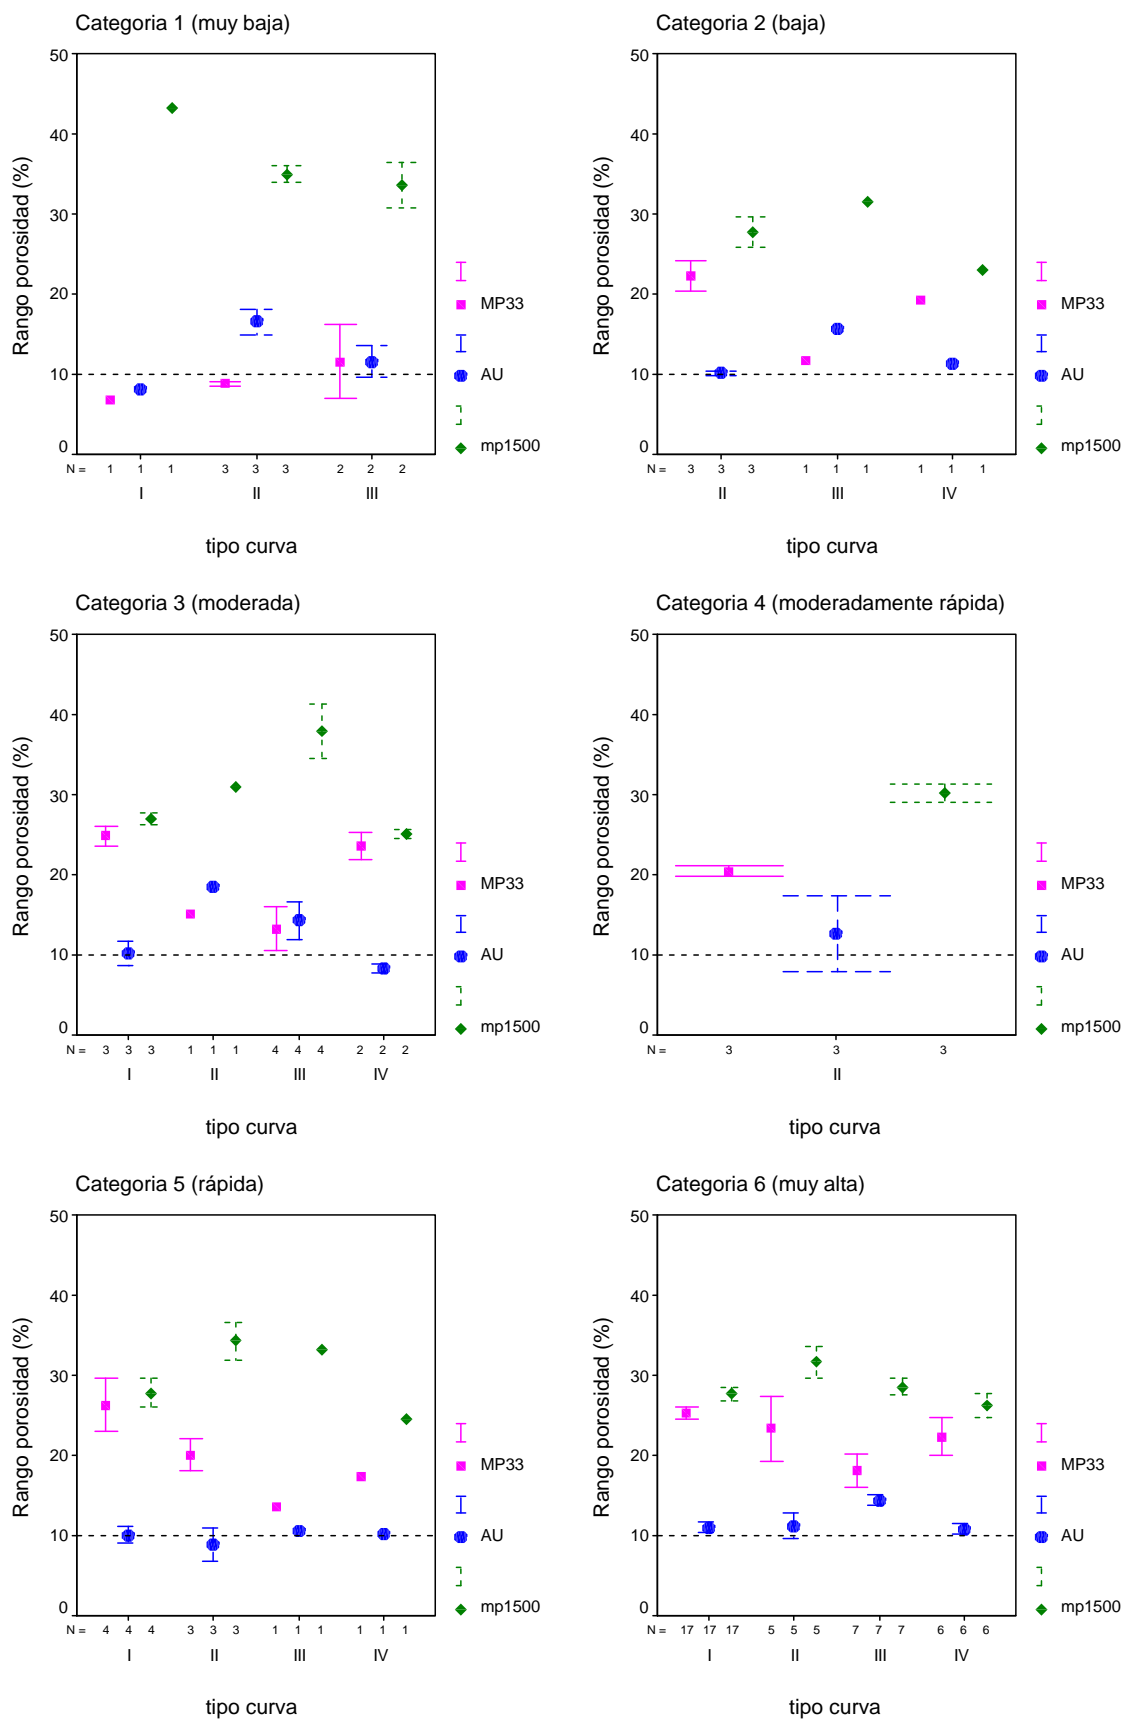 Categoria 1 (muy baja)
50
40
30
20
10
0
Rango porosidad (%)
N = 1 1 1 3 3 3 2 2 2
I II III
tipo curva
MP33
AU
mp1500
Categoria 2 (baja)
50
40
30
20
10
0
Rango porosidad (%)
N = 3 3 3 1 1 1 1 1 1
II III IV
tipo curva
MP33
AU
mp1500
Categoria 3 (moderada)
50
40
30
20
10
0
Rango porosidad (%)
N = 3 3 3 1 1 1 4 4 4 2 2 2
I II III IV
tipo curva
MP33
AU
mp1500
Categoria 4 (moderadamente rápida)
50
40
30
20
10
0
Rango porosidad (%)
N = 3 3 3
II
tipo curva
MP33
AU
mp1500
Categoria 5 (rápida)
50
40
30
20
10
0
Rango porosidad (%)
N = 4 4 4 3 3 3 1 1 1 1 1 1
I II III IV
tipo curva
MP33
AU
mp1500
Categoria 6 (muy alta)
50
40
30
20
10
0
Rango porosidad (%)
N = 17 17 17 5 5 5 7 7 7 6 6 6
I II III IV
tipo curva
MP33
AU
mp1500